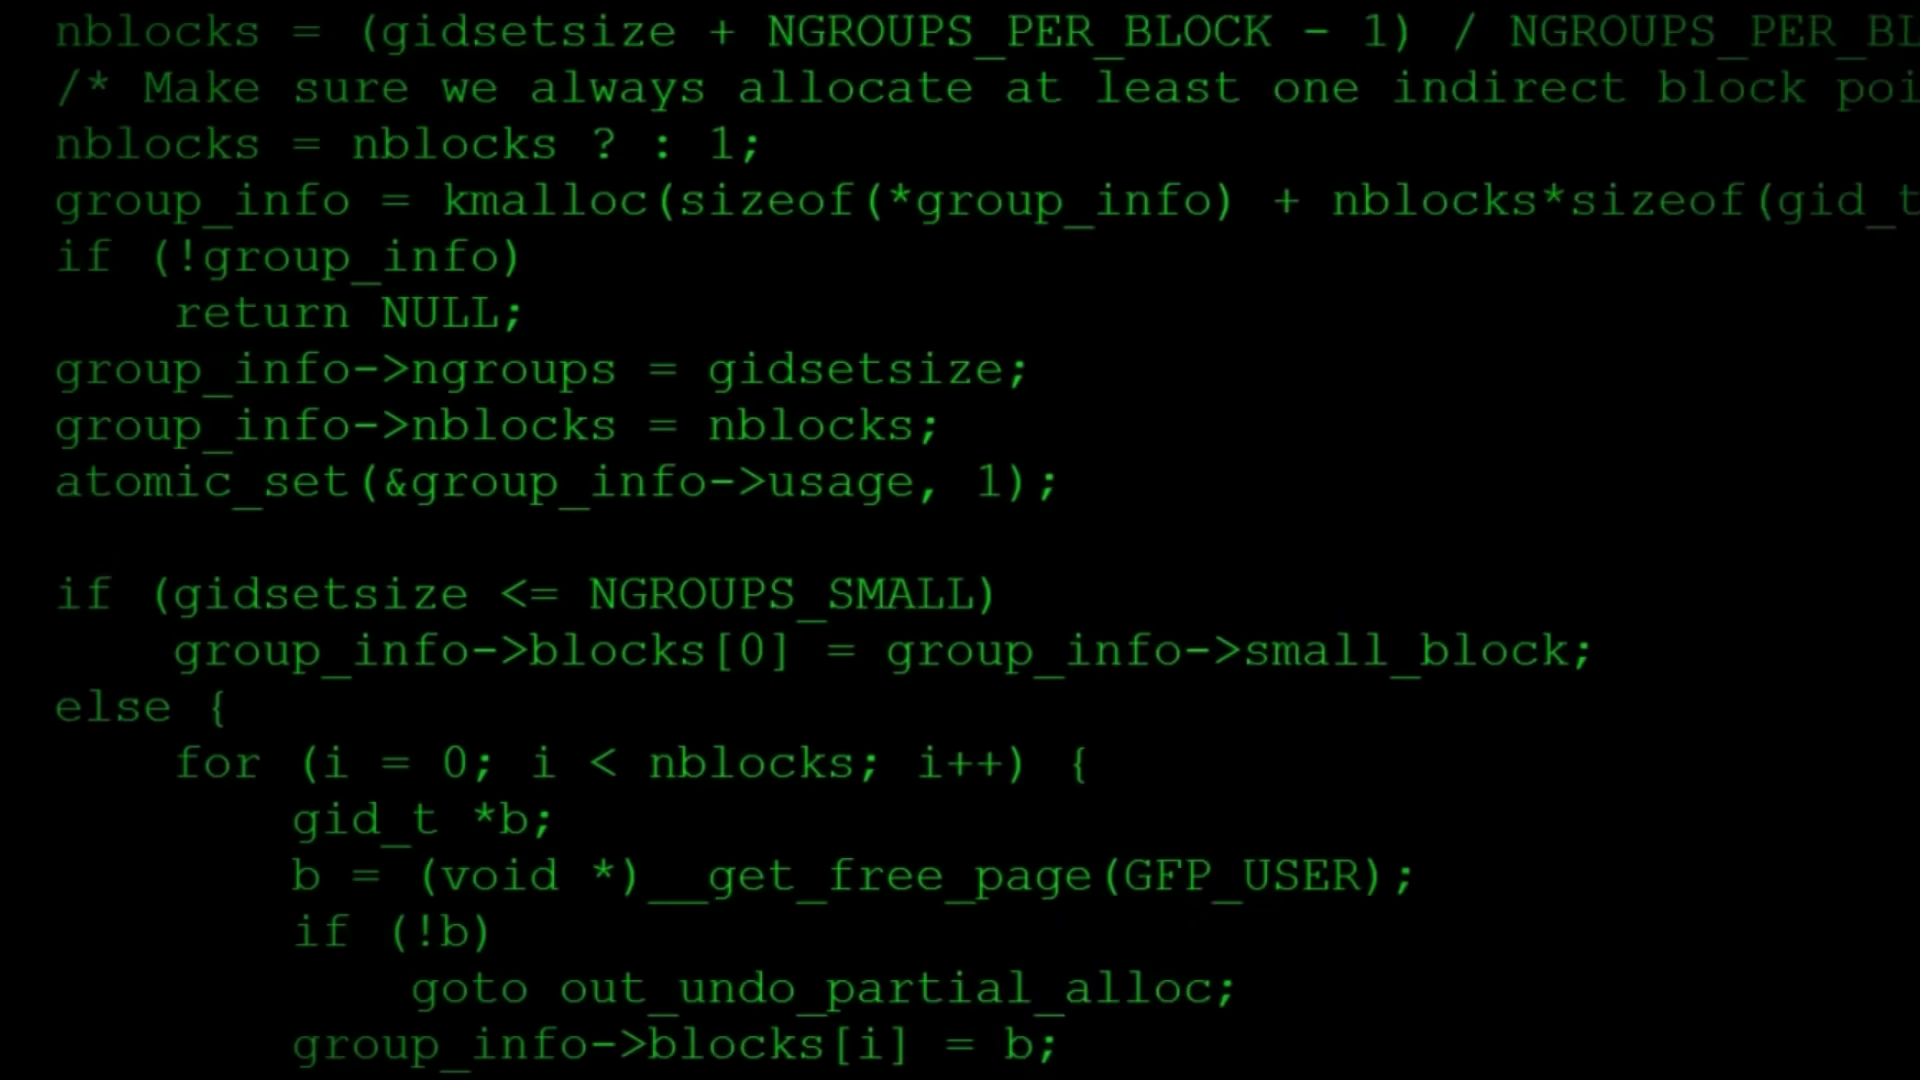 nblocks = (gidsetsize + NGROUPS_PER_BLOCK - 1) / NGROUPS_PER_BL
/* Make sure we always allocate at least one indirect block poi
nblocks = nblocks ? : 1;
group_info = kmalloc(sizeof(*group_info) + nblocks*sizeof(gid_t
if (!group_info)
return NULL;
group_info->ngroups = gidsetsize;
group_info->nblocks = nblocks;
atomic_set(&group_info->usage, 1);
if (gidsetsize <= NGROUPS_SMALL)
group_info->blocks[0] = group_info->small_block;
else {
for (i = 0; i < nblocks; i++) {
gid_t *b;
b = (void *)__get_free_page(GFP_USER);
if (!b)
goto out_undo_partial_alloc;
group_info->blocks[i] = b;